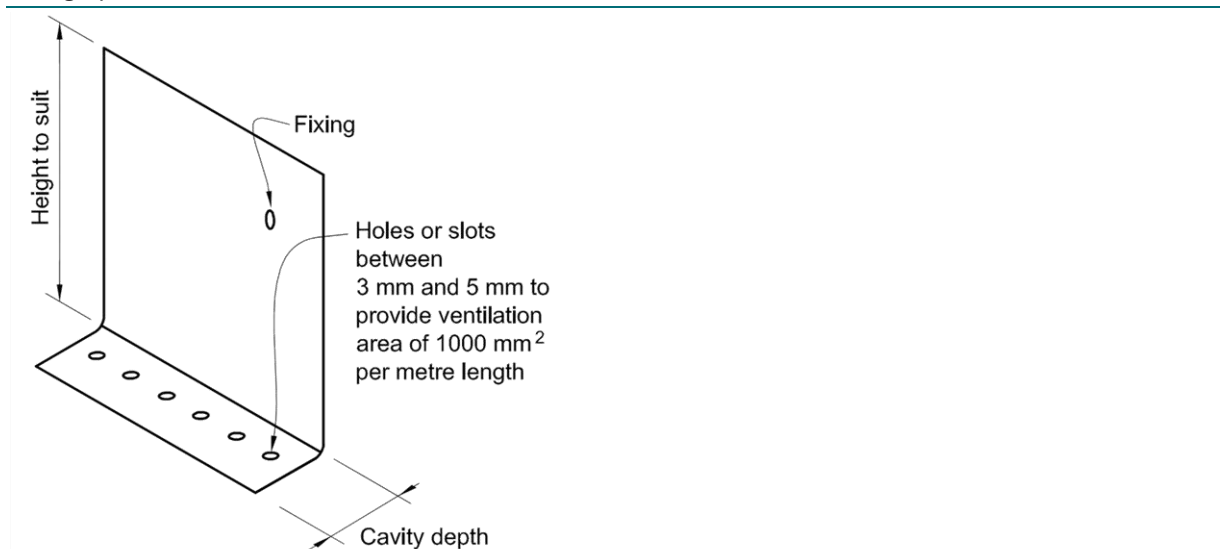 Height to suit
Fixing
Holes or slots
between
3 mm and 5 mm to
provide ventilation
area of 1000 mm²
per metre length
Cavity depth